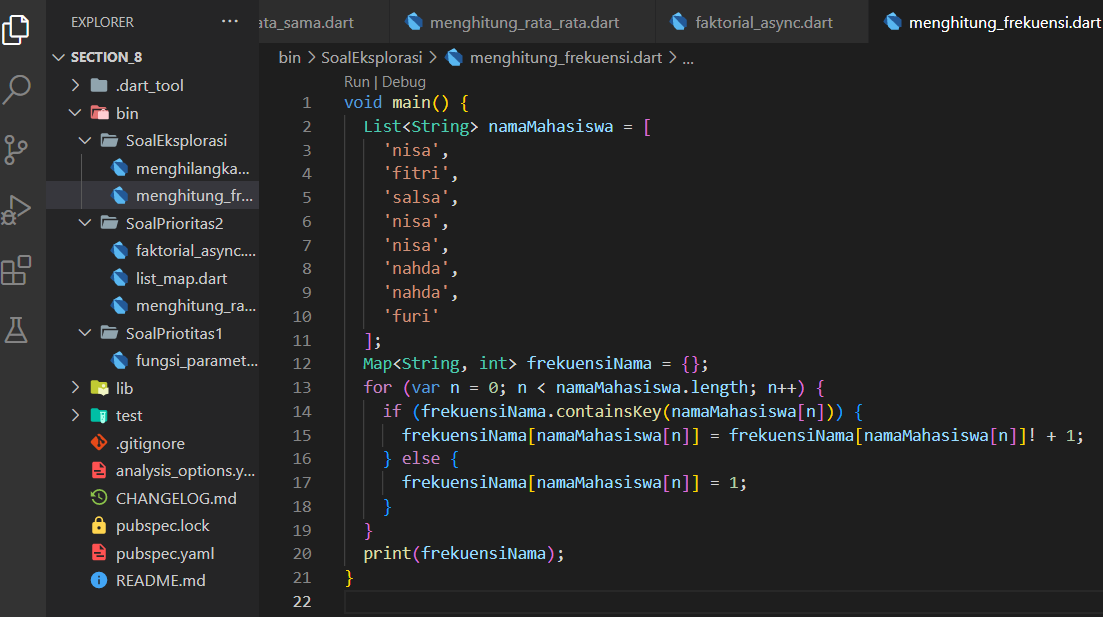 EXPLORER ...
SECTION_8
.dart_tool
bin
SoalEksplorasi
menghilangka...
menghitung_fr...
SoalPrioritas2
faktorial_async....
list_map.dart
menghitung_ra...
SoalPriotitas1
fungsi_paramet...
lib
test
.gitignore
analysis_options.y...
CHANGELOG.md
pubspec.lock
pubspec.yaml
README.md
ata_sama.dart menghitung_rata_rata.dart faktorial_async.dart menghitung_frekuensi.dart
bin > SoalEksplorasi > menghitung_frekuensi.dart > ...
Run | Debug
1 void main() {
2 List<String> namaMahasiswa = [
3 'nisa',
4 'fitri',
5 'salsa',
6 'nisa',
7 'nisa',
8 'nahda',
9 'nahda',
10 'furi'
11 ];
12 Map<String, int> frekuensiNama = {};
13 for (var n = 0; n < namaMahasiswa.length; n++) {
14 if (frekuensiNama.containsKey(namaMahasiswa[n])) {
15 frekuensiNama[namaMahasiswa[n]] = frekuensiNama[namaMahasiswa[n]]! + 1;
16 } else {
17 frekuensiNama[namaMahasiswa[n]] = 1;
18 }
19 }
20 print(frekuensiNama);
21 }
22